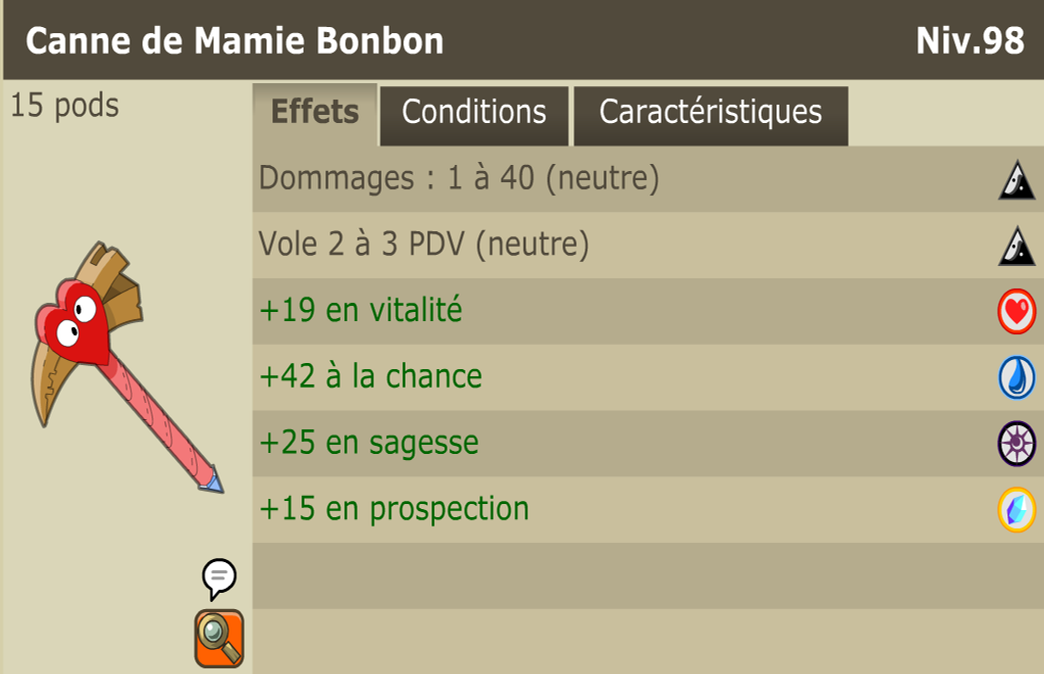 Canne de Mamie Bonbon Niv.98
15 pods
Effets Conditions Caractéristiques
Dommages : 1 à 40 (neutre)
Vole 2 à 3 PDV (neutre)
+19 en vitalité
+42 à la chance
+25 en sagesse
+15 en prospection